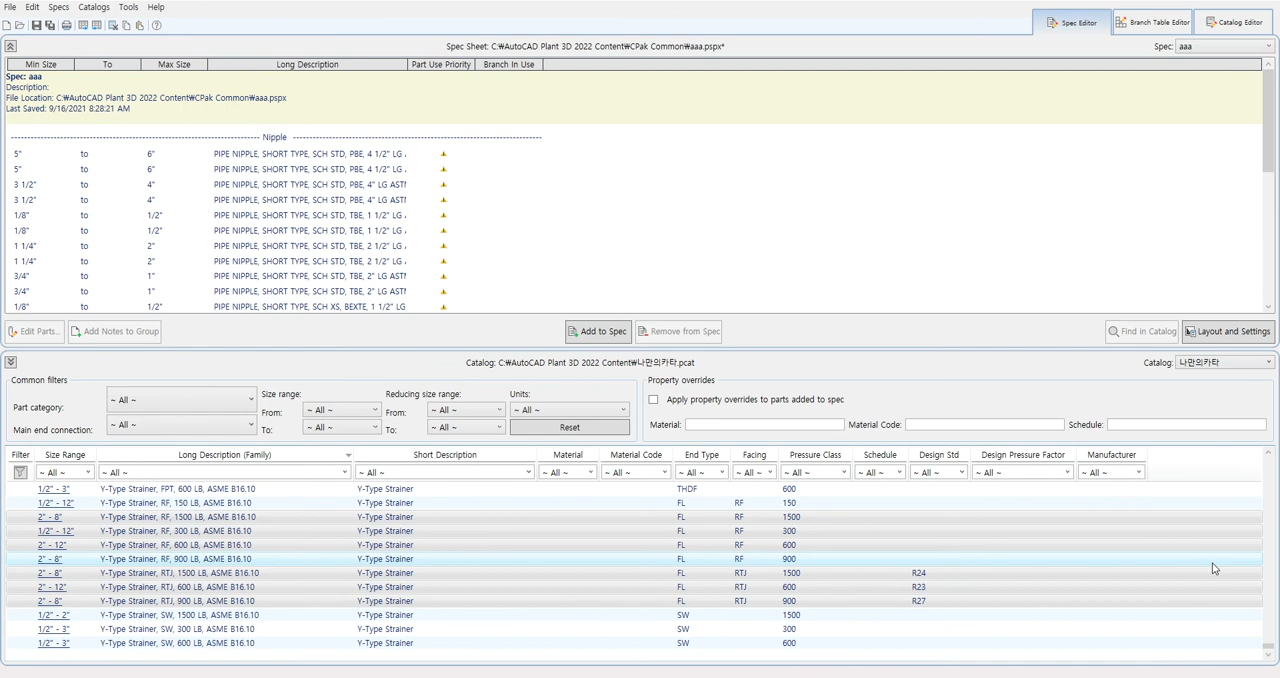 File Edit Specs Catalogs Tools Help
Spec Editor Branch Table Editor Catalog Editor
Spec Sheet: C:₩AutoCAD Plant 3D 2022 Content₩CPak Common₩aaa.pspx* Spec: aaa
Min Size To Max Size Long Description Part Use Priority Branch In Use
Spec: aaa
Description:
File Location: C:₩AutoCAD Plant 3D 2022 Content₩CPak Common₩aaa.pspx
Last Saved: 9/16/2021 8:28:21 AM
Nipple
5" to 6" PIPE NIPPLE, SHORT TYPE, SCH STD, PBE, 4 1/2" LG
5" to 6" PIPE NIPPLE, SHORT TYPE, SCH STD, PBE, 4 1/2" LG
3 1/2" to 4" PIPE NIPPLE, SHORT TYPE, SCH STD, PBE, 4" LG ASTM
3 1/2" to 4" PIPE NIPPLE, SHORT TYPE, SCH STD, PBE, 4" LG ASTM
1/8" to 1/2" PIPE NIPPLE, SHORT TYPE, SCH STD, TBE, 1 1/2" LG
1/8" to 1/2" PIPE NIPPLE, SHORT TYPE, SCH STD, TBE, 1 1/2" LG
1 1/4" to 2" PIPE NIPPLE, SHORT TYPE, SCH STD, TBE, 2 1/2" LG
1 1/4" to 2" PIPE NIPPLE, SHORT TYPE, SCH STD, TBE, 2 1/2" LG
3/4" to 1" PIPE NIPPLE, SHORT TYPE, SCH STD, TBE, 2" LG ASTM
3/4" to 1" PIPE NIPPLE, SHORT TYPE, SCH STD, TBE, 2" LG ASTM
1/8" to 1/2" PIPE NIPPLE, SHORT TYPE, SCH XS, BEXTE, 1 1/2" LG
Edit Parts... Add Notes to Group Add to Spec Remove from Spec Find in Catalog Layout and Settings
Catalog: C:₩AutoCAD Plant 3D 2022 Content₩나만의카타.pcat Catalog: 나만의카타
Common filters Property overrides
Part category: ~ All ~ Size range: Reducing size range: Units: Apply property overrides to parts added to spec
From: ~ All ~ From: ~ All ~ ~ All ~
Main end connection: ~ All ~ To: ~ All ~ To: ~ All ~ Reset Material: Material Code: Schedule:
Filter Size Range Long Description (Family) Short Description Material Material Code End Type Facing Pressure Class Schedule Design Std Design Pressure Factor Manufacturer
~ All ~ ~ All ~ ~ All ~ ~ All ~ ~ All ~ ~ All ~ ~ All ~ ~ All ~ ~ All ~ ~ All ~ ~ All ~ ~ All ~
1/2" - 3" Y-Type Strainer, FPT, 600 LB, ASME B16.10 Y-Type Strainer THDF 600
1/2" - 12" Y-Type Strainer, RF, 150 LB, ASME B16.10 Y-Type Strainer FL RF 150
2" - 8" Y-Type Strainer, RF, 1500 LB, ASME B16.10 Y-Type Strainer FL RF 1500
1/2" - 12" Y-Type Strainer, RF, 300 LB, ASME B16.10 Y-Type Strainer FL RF 300
2" - 12" Y-Type Strainer, RF, 600 LB, ASME B16.10 Y-Type Strainer FL RF 600
2" - 8" Y-Type Strainer, RF, 900 LB, ASME B16.10 Y-Type Strainer FL RF 900
2" - 8" Y-Type Strainer, RTJ, 1500 LB, ASME B16.10 Y-Type Strainer FL RTJ 1500 R24
2" - 12" Y-Type Strainer, RTJ, 600 LB, ASME B16.10 Y-Type Strainer FL RTJ 600 R23
2" - 8" Y-Type Strainer, RTJ, 900 LB, ASME B16.10 Y-Type Strainer FL RTJ 900 R27
1/2" - 2" Y-Type Strainer, SW, 1500 LB, ASME B16.10 Y-Type Strainer SW 1500
1/2" - 3" Y-Type Strainer, SW, 300 LB, ASME B16.10 Y-Type Strainer SW 300
1/2" - 3" Y-Type Strainer, SW, 600 LB, ASME B16.10 Y-Type Strainer SW 600